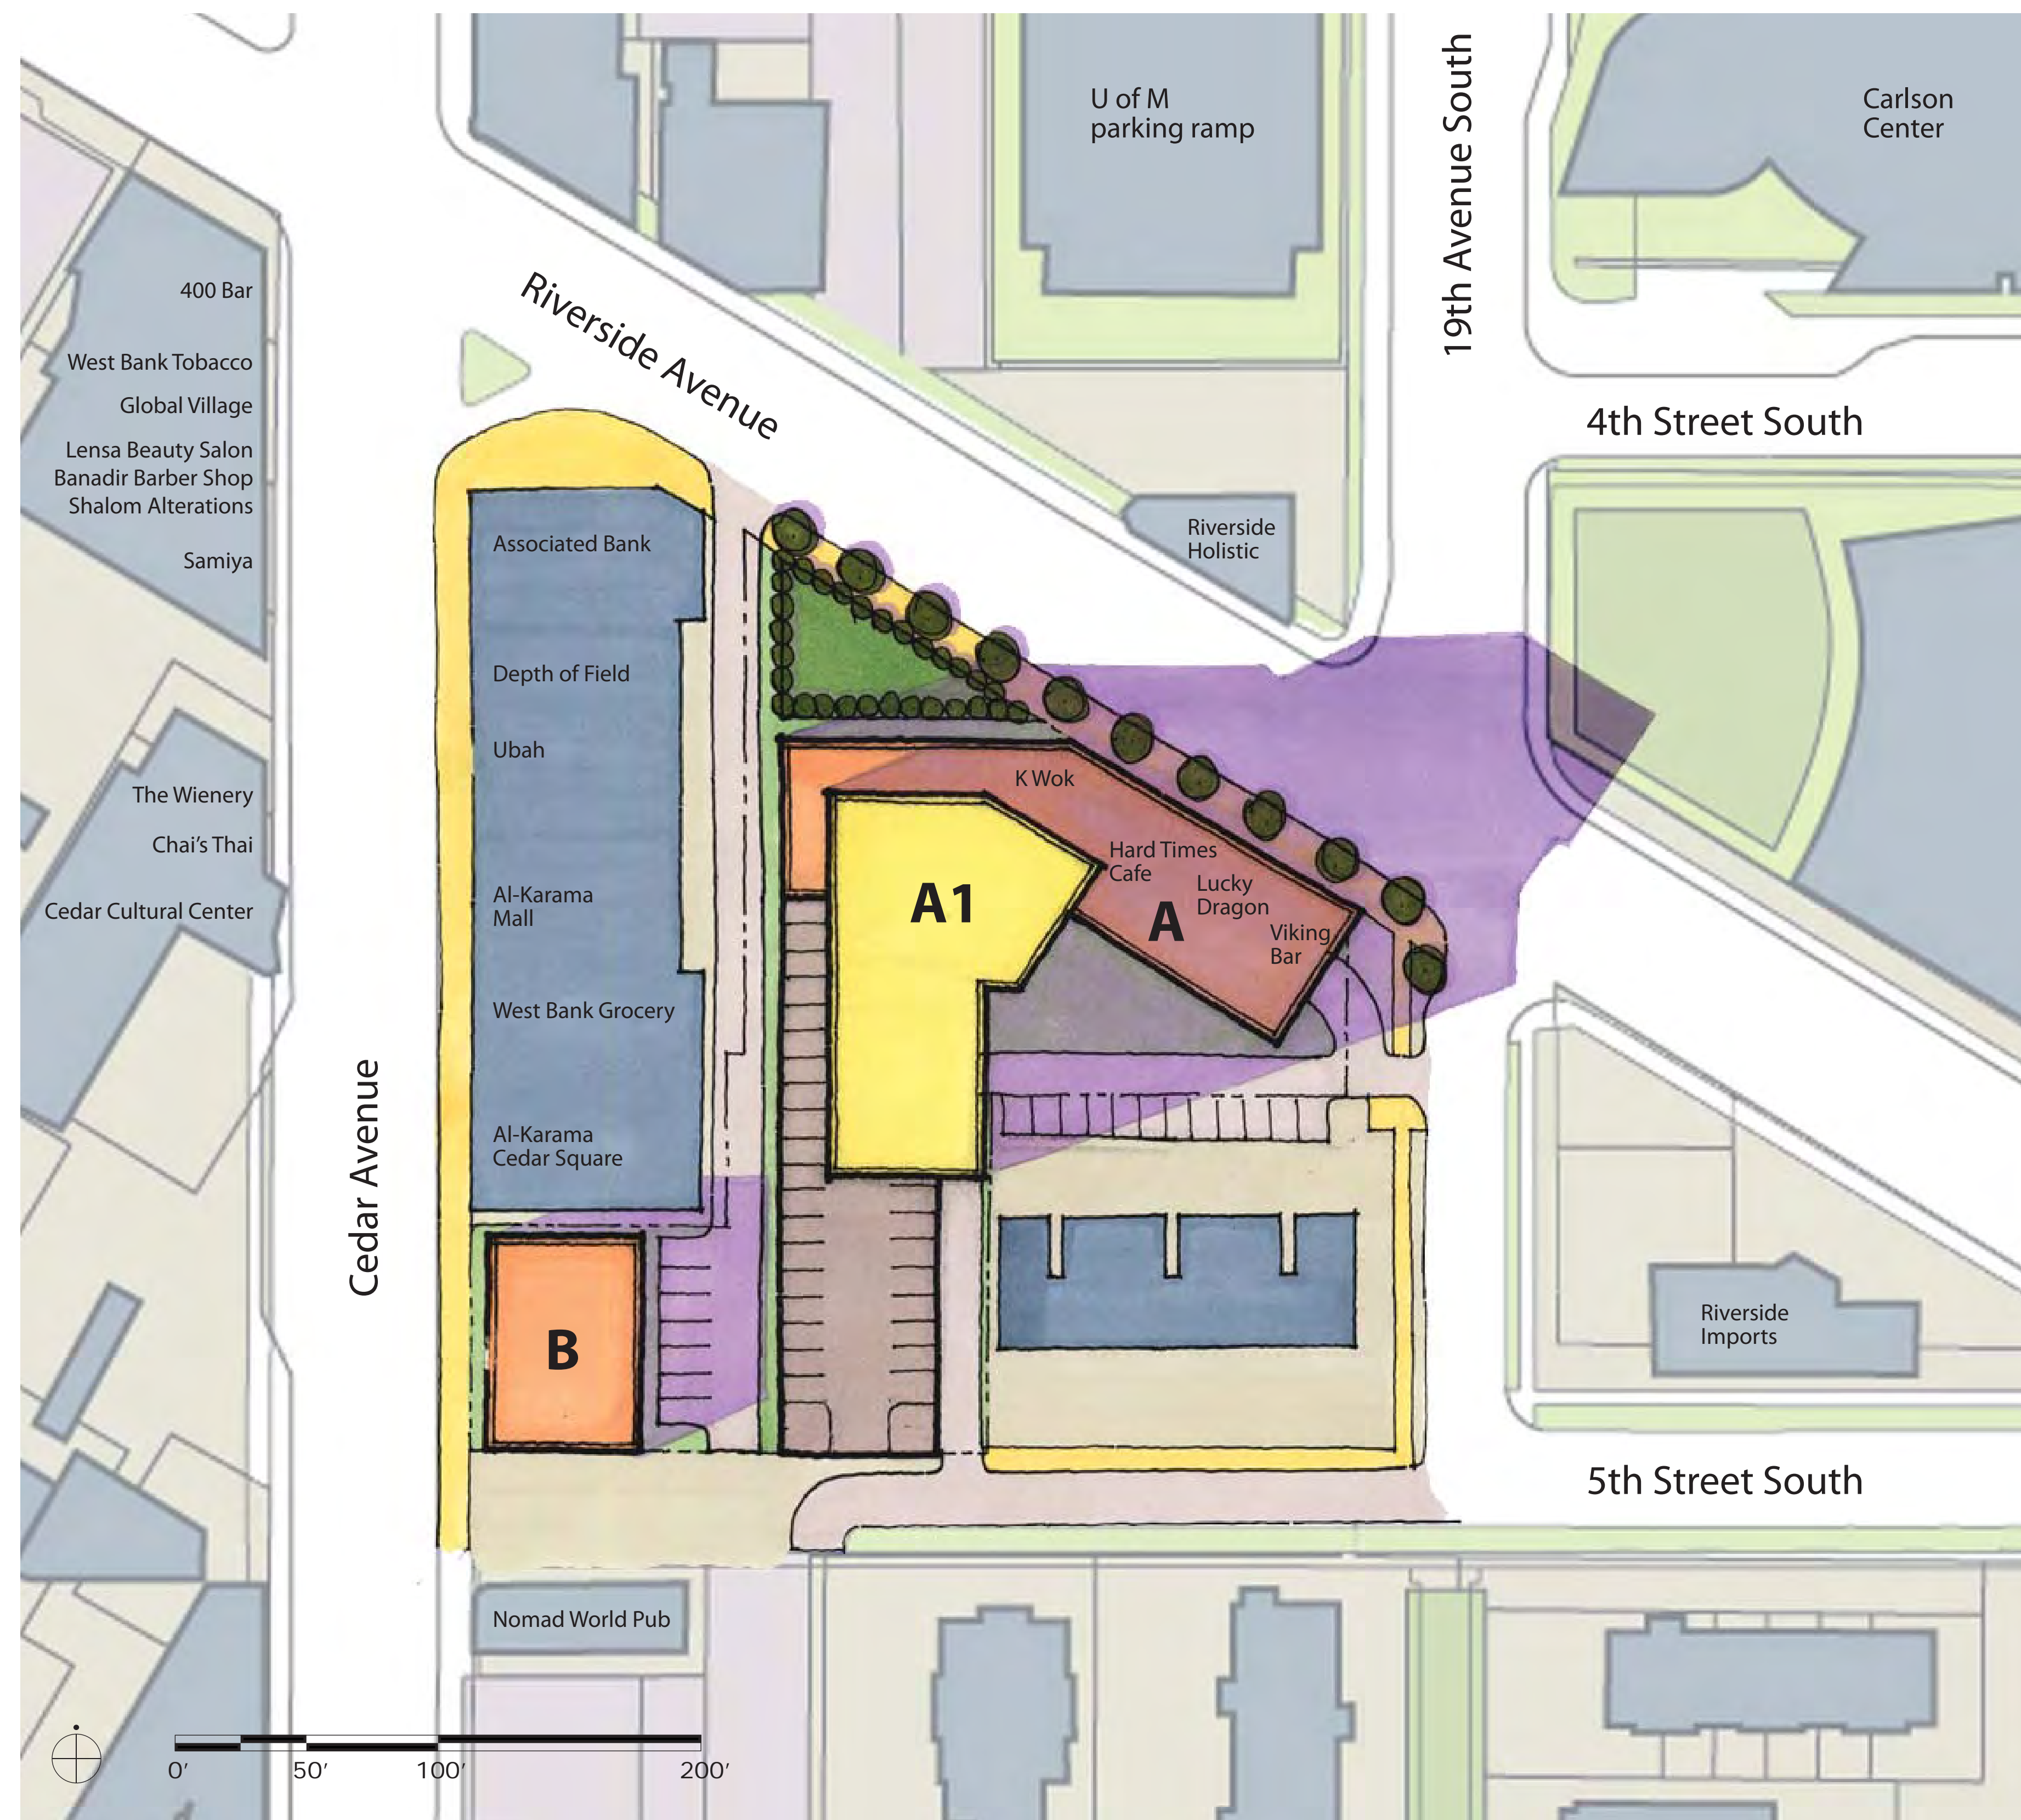 U of M
parking ramp
19th Avenue South
Carlson
Center
400 Bar
West Bank Tobacco
Global Village
Lensa Beauty Salon
Banadir Barber Shop
Shalom Alterations
Samiya
Riverside Avenue
4th Street South
Associated Bank
Riverside
Holistic
Depth of Field
Ubah
K Wok
The Wienery
Chai's Thai
Cedar Cultural Center
Al-Karama
Mall
A1
Hard Times
Cafe
Lucky
Dragon
A
Viking
Bar
West Bank Grocery
Al-Karama
Cedar Square
Cedar Avenue
B
Riverside
Imports
5th Street South
Nomad World Pub
0' 50' 100' 200'